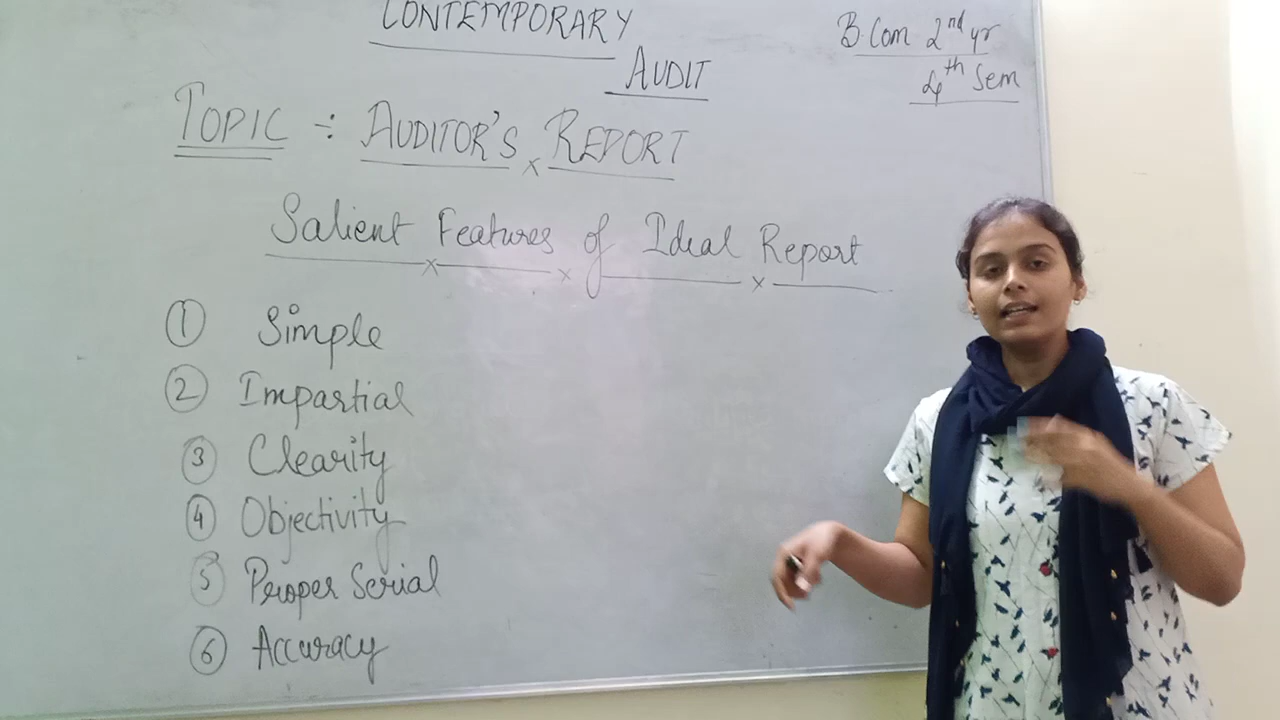 CONTEMPORARY
AUDIT
B.Com 2nd yr
4th Sem
TOPIC ÷ AUDITOR'S REPORT
Salient Features of Ideal Report
① Simple
② Impartial
③ Clearity
④ Objectivity
⑤ Proper Serial
⑥ Accuracy